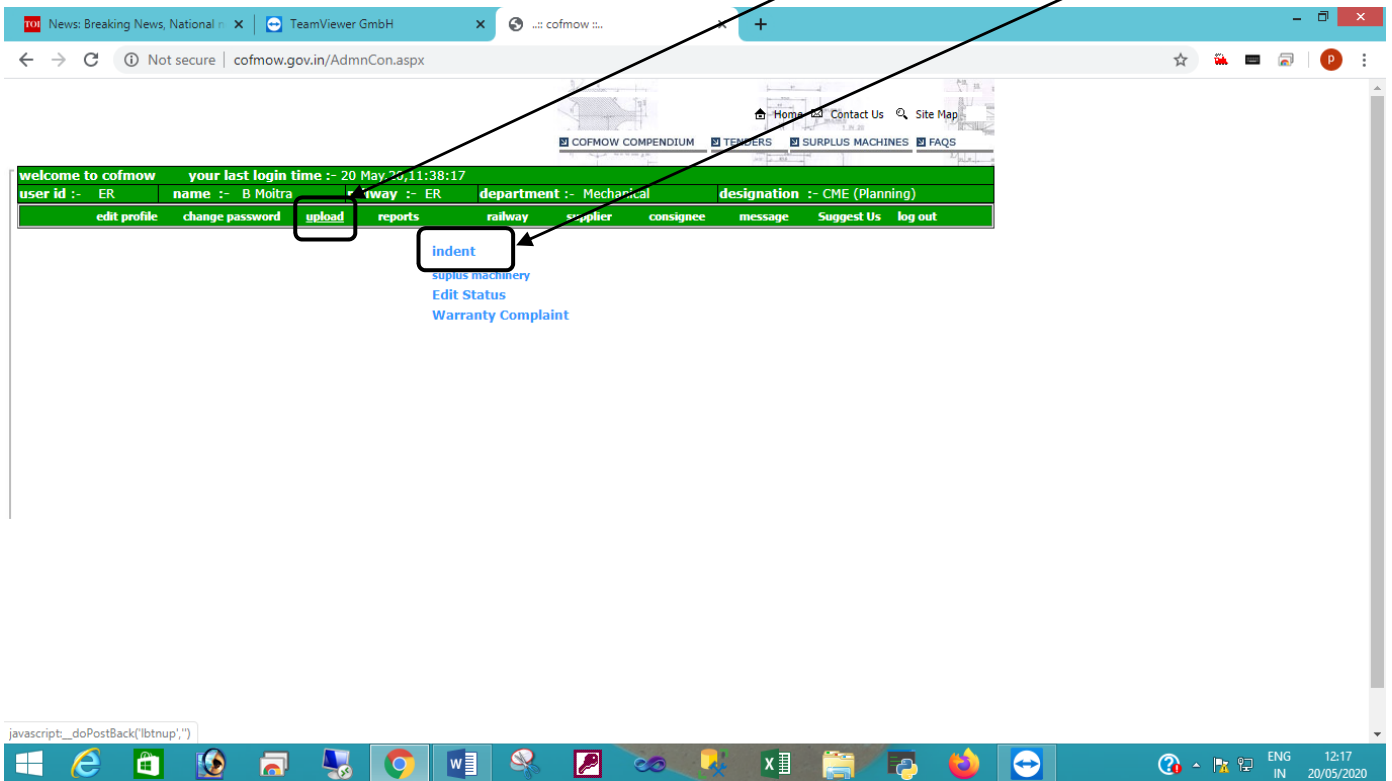 TOI News: Breaking News, National n TeamViewer GmbH ..:: cofmow ::..
Not secure | cofmow.gov.in/AdmnCon.aspx P
Home Contact Us Site Map
COFMOW COMPENDIUM TENDERS SURPLUS MACHINES FAQS
welcome to cofmow your last login time :- 20 May,20,11:38:17
user id :- ER name :- B Moitra :- ER department :- Mechanical designation :- CME (Planning)
edit profile change password upload reports railway supplier consignee message Suggest Us log out
indent
suplus machinery
Edit Status
Warranty Complaint
javascript:__doPostBack('lbtnup','')
ENG 12:17
IN 20/05/2020